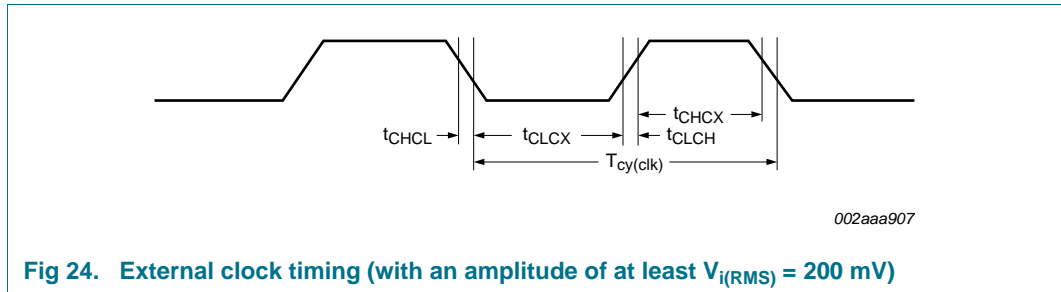 tCHCX
tCHCL tCLCX tCLCH
Tcy(clk)
002aaa907
Fig 24. External clock timing (with an amplitude of at least Vi(RMS) = 200 mV)